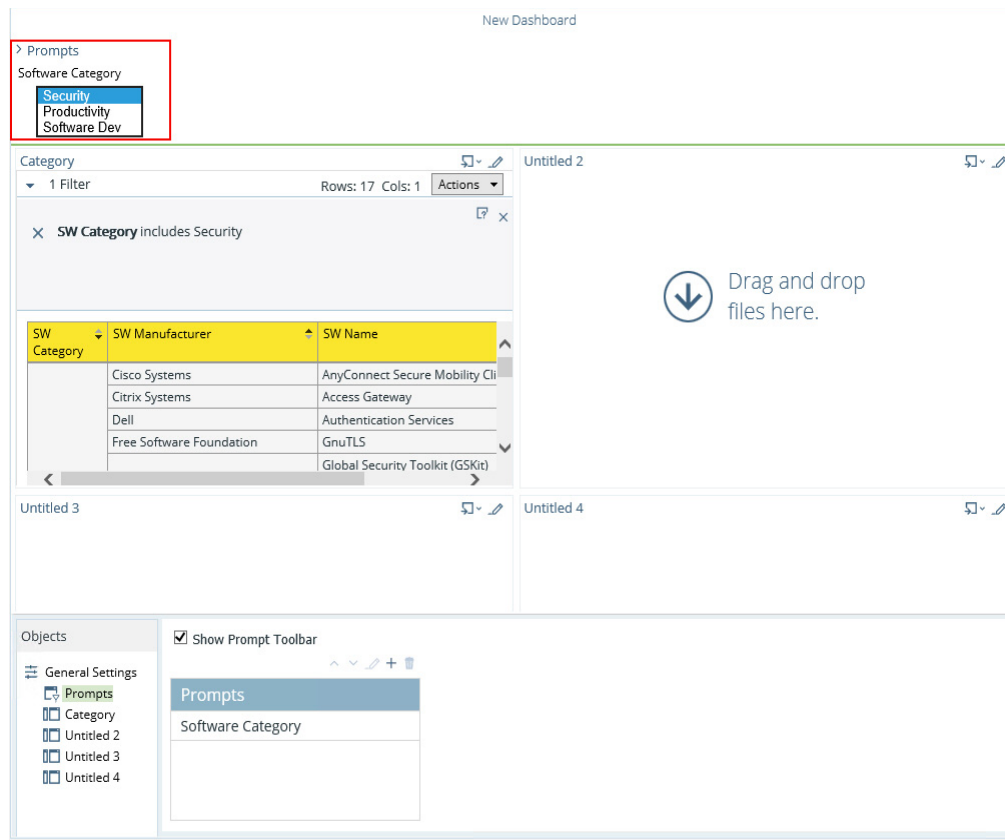 New Dashboard
Prompts
Software Category
Security
Productivity
Software Dev
Category
1 Filter
Rows: 17 Cols: 1
Actions
SW Category includes Security
SW Category
SW Manufacturer
SW Name
Cisco Systems
AnyConnect Secure Mobility Cli
Citrix Systems
Access Gateway
Dell
Authentication Services
Free Software Foundation
GnuTLS
Global Security Toolkit (GSKit)
Untitled 2
Drag and drop
files here.
Untitled 3
Untitled 4
Objects
General Settings
Prompts
Category
Untitled 2
Untitled 3
Untitled 4
Show Prompt Toolbar
Prompts
Software Category